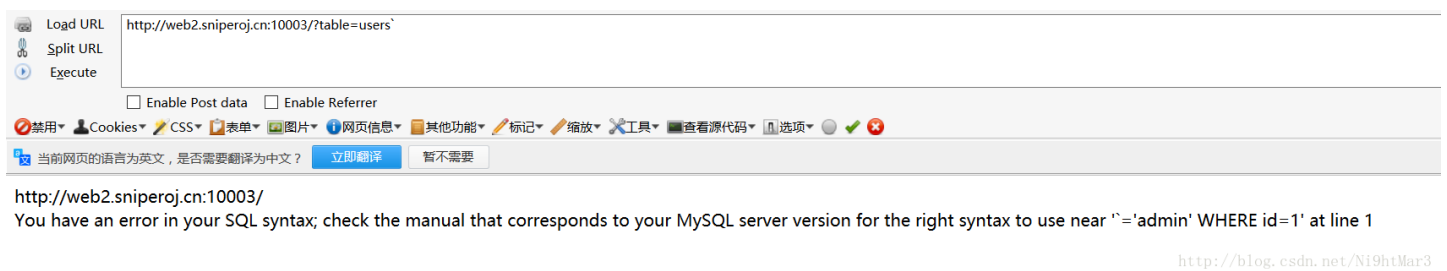 Load URL http://web2.sniperoj.cn:10003/?table=users`
Split URL
Execute
Enable Post data Enable Referrer
禁用 Cookies CSS 表单 图片 网页信息 其他功能 标记 缩放 工具 查看源代码 选项
当前网页的语言为英文，是否需要翻译为中文？ 立即翻译 暂不需要
http://web2.sniperoj.cn:10003/
You have an error in your SQL syntax; check the manual that corresponds to your MySQL server version for the right syntax to use near '`='admin' WHERE id=1' at line 1
http://blog.csdn.net/Ni9htMar3